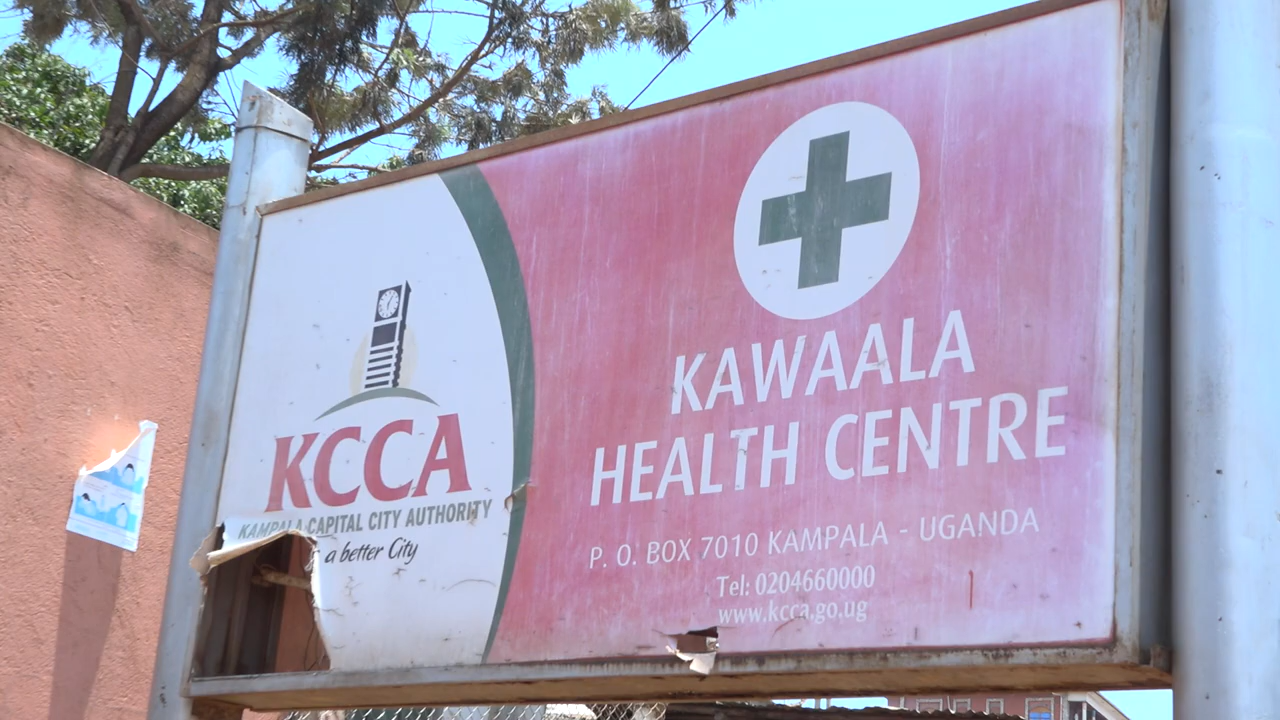 KCCA
KAMPALA CAPITAL CITY AUTHORITY
a better City
KAWAALA
HEALTH CENTRE
P. O. BOX 7010 KAMPALA - UGANDA
Tel: 0204660000
www.kcca.go.ug